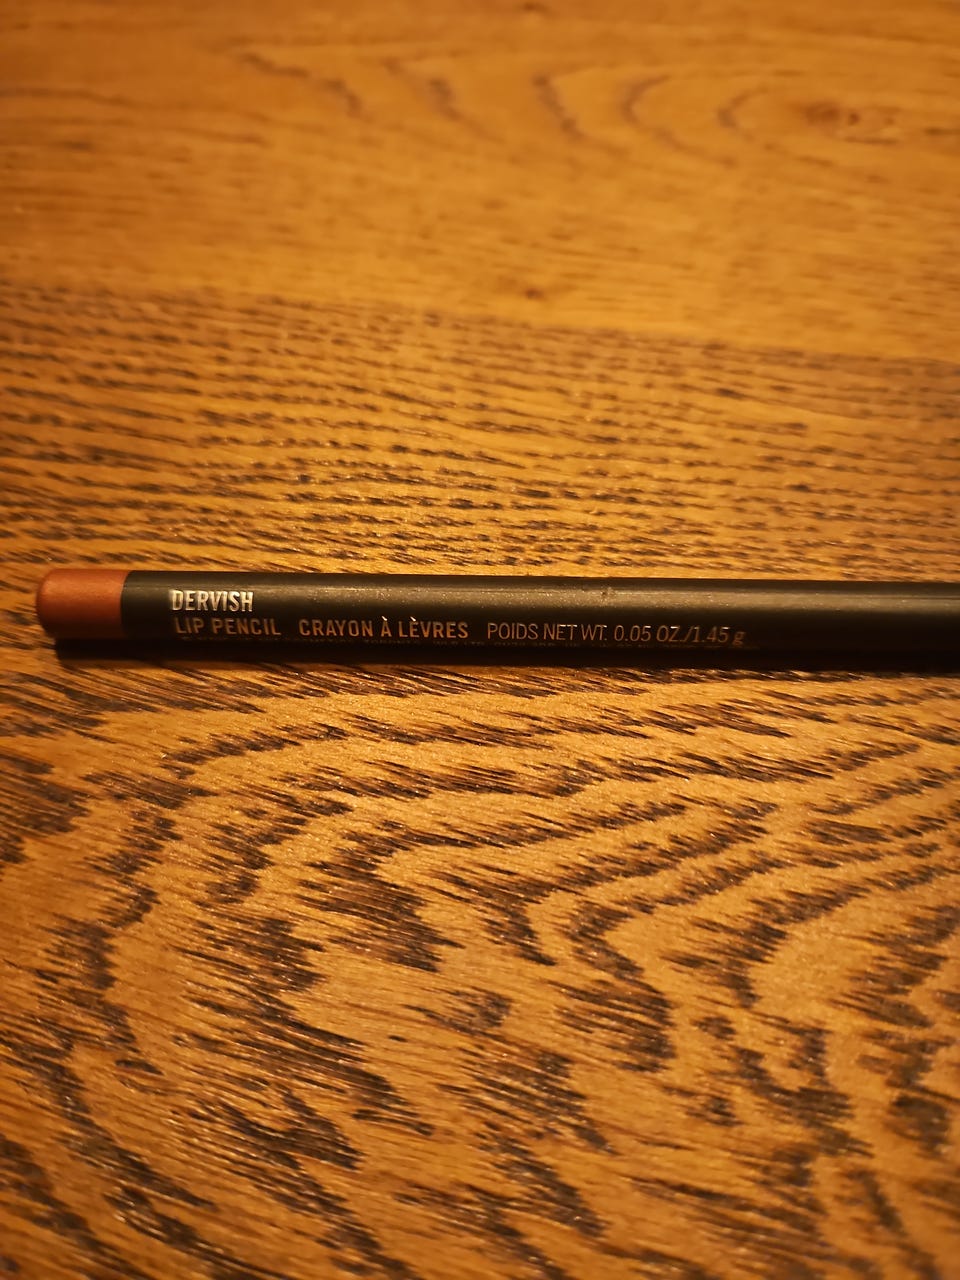 DERVISH
LIP PENCIL CRAYON À LÈVRES POIDS NET WT. 0.05 OZ./1.45 g